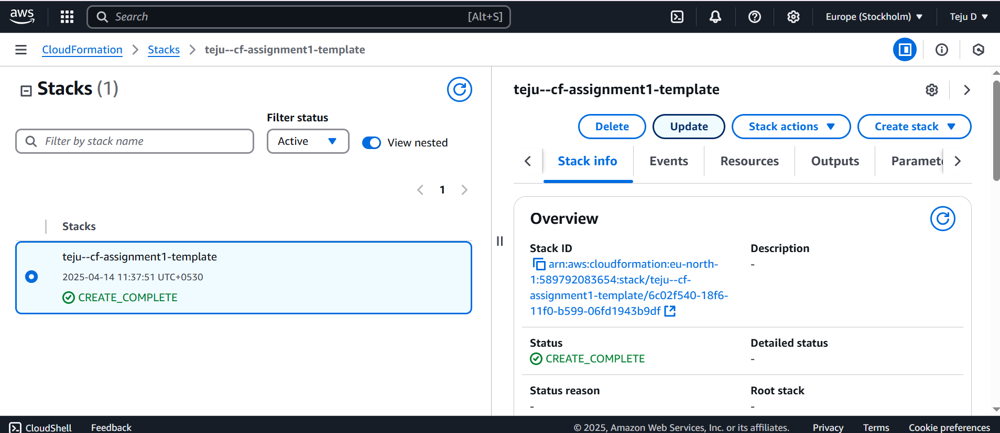 aws
Search [Alt+S]
Europe (Stockholm)
Teju D
CloudFormation
Stacks
teju--cf-assignment1-template
Stacks (1)
Filter status
Filter by stack name
Active
View nested
1
Stacks
teju--cf-assignment1-template
2025-04-14 11:37:51 UTC+0530
CREATE_COMPLETE
teju--cf-assignment1-template
Delete
Update
Stack actions
Create stack
Stack info
Events
Resources
Outputs
Paramet
Overview
Stack ID
arn:aws:cloudformation:eu-north-
1:589792083654:stack/teju--cf-
assignment1-template/6c02f540-18f6-
11f0-b599-06fd1943b9df
Description
-
Status
CREATE_COMPLETE
Detailed status
-
Status reason
-
Root stack
-
CloudShell
Feedback
© 2025, Amazon Web Services, Inc. or its affiliates.
Privacy
Terms
Cookie preferences